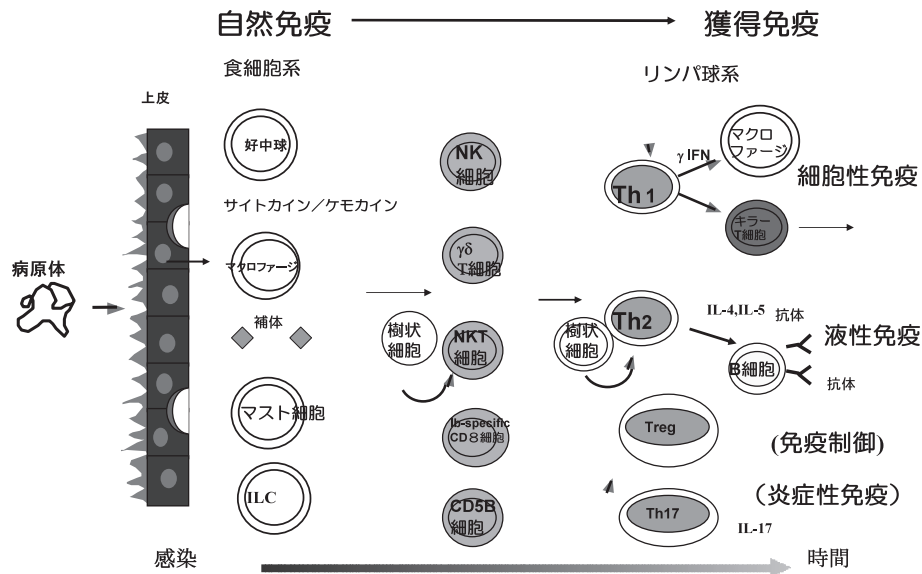 自然免疫
獲得免疫
食細胞系
リンパ球系
上皮
好中球
NK
細胞
γ IFN
マクロ
ファージ
Th 1
細胞性免疫
キラー
T細胞
サイトカイン／ケモカイン
病原体
マクロファージ
γδ
T細胞
補体
樹状
細胞
NKT
細胞
樹状
細胞
Th2
IL-4,IL-5
抗体
液性免疫
B細胞
抗体
マスト細胞
Ib-specific
CD８細胞
Treg
(免疫制御)
ILC
CD5B
細胞
Th17
IL-17
（炎症性免疫）
感染
時間